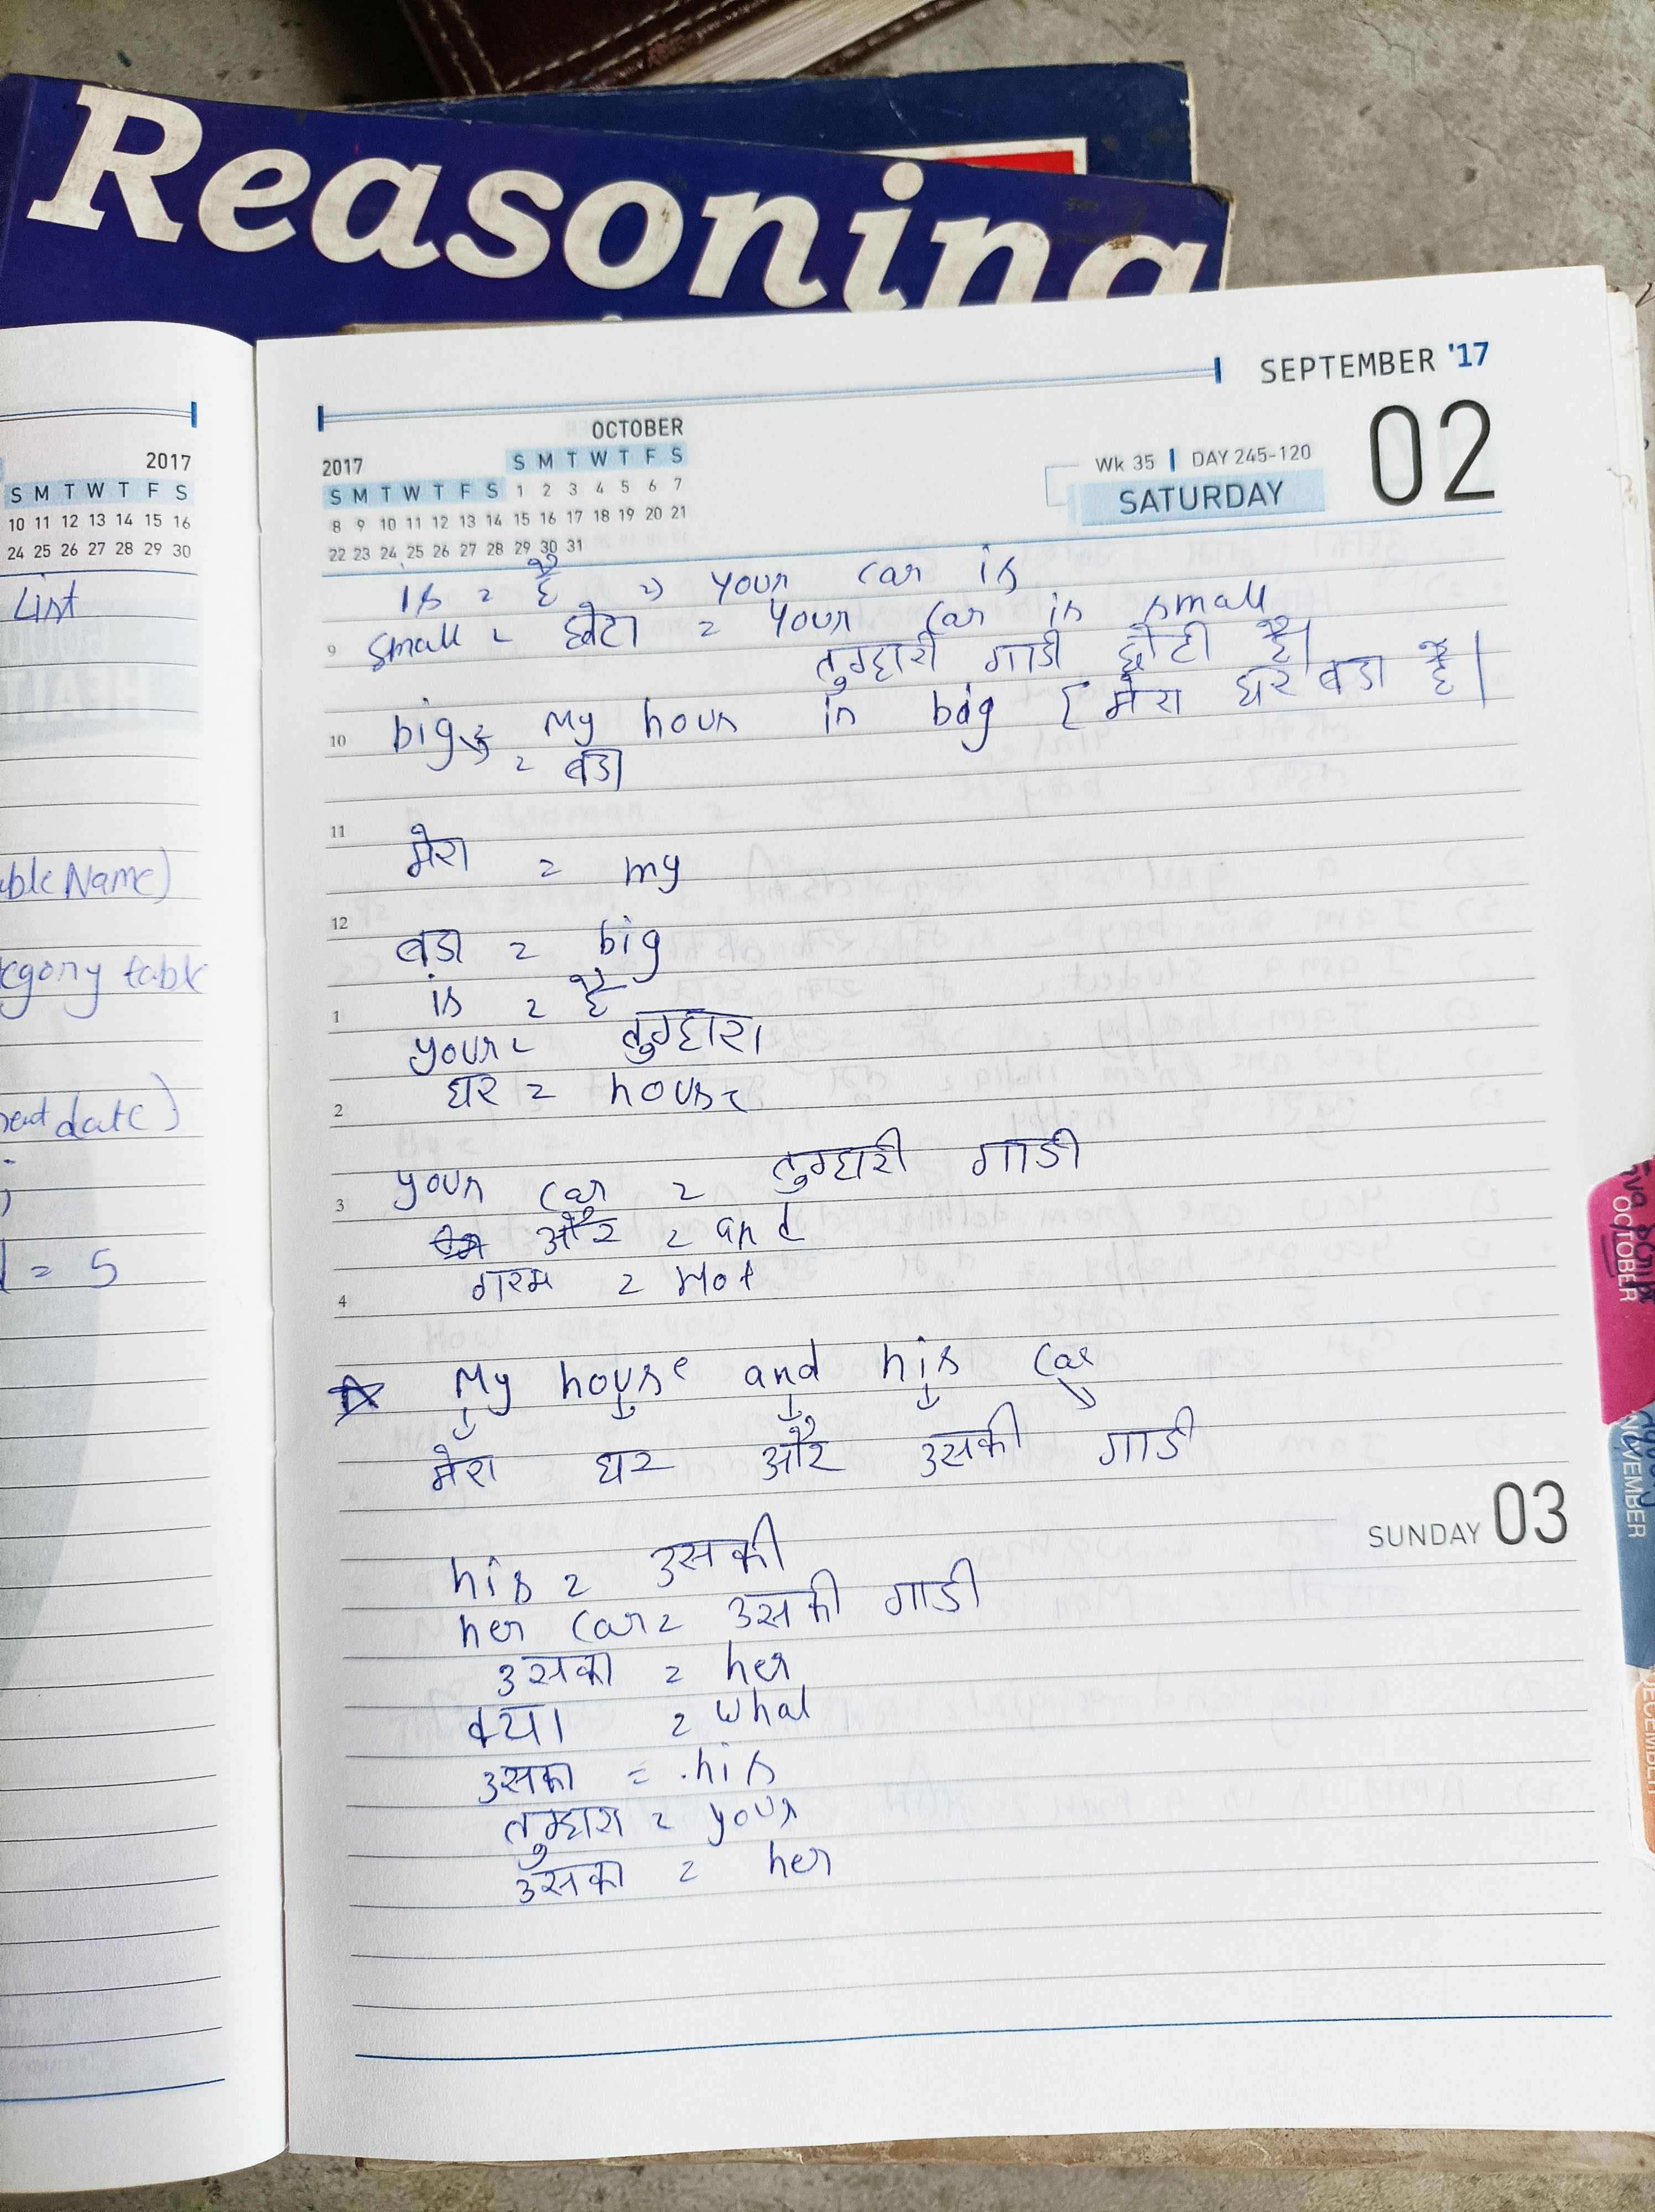 Reasoning
SEPTEMBER '17
02
Wk 35 | DAY 245-120
SATURDAY
OCTOBER
2017 S M T W T F S
S M T W T F S 1 2 3 4 5 6 7
8 9 10 11 12 13 14 15 16 17 18 19 20 21
22 23 24 25 26 27 28 29 30 31
2017
S M T W T F S
10 11 12 13 14 15 16
24 25 26 27 28 29 30
List
Name)
table
date)
= 5
is = है => your car is
9 small = छोटा = your car is small
तुम्हारी गाडी छोटी है।
10 big = my hous is big [ मेरा घर बडा है |
= बडा
11 मेरा = my
12 बडा = big
is = है
1 your = तुम्हारा
घर = house
2
3 your car = तुम्हारी गाडी
और = and
4 गरम = Hot
My house and his car
मेरा घर और उसकी गाडी
SUNDAY 03
his = उसकी
her car = उसकी गाडी
उसका = her
क्या = what
उसका = his
तुम्हारा = your
उसका = her
OCTOBER
NOVEMBER
DECEMBER